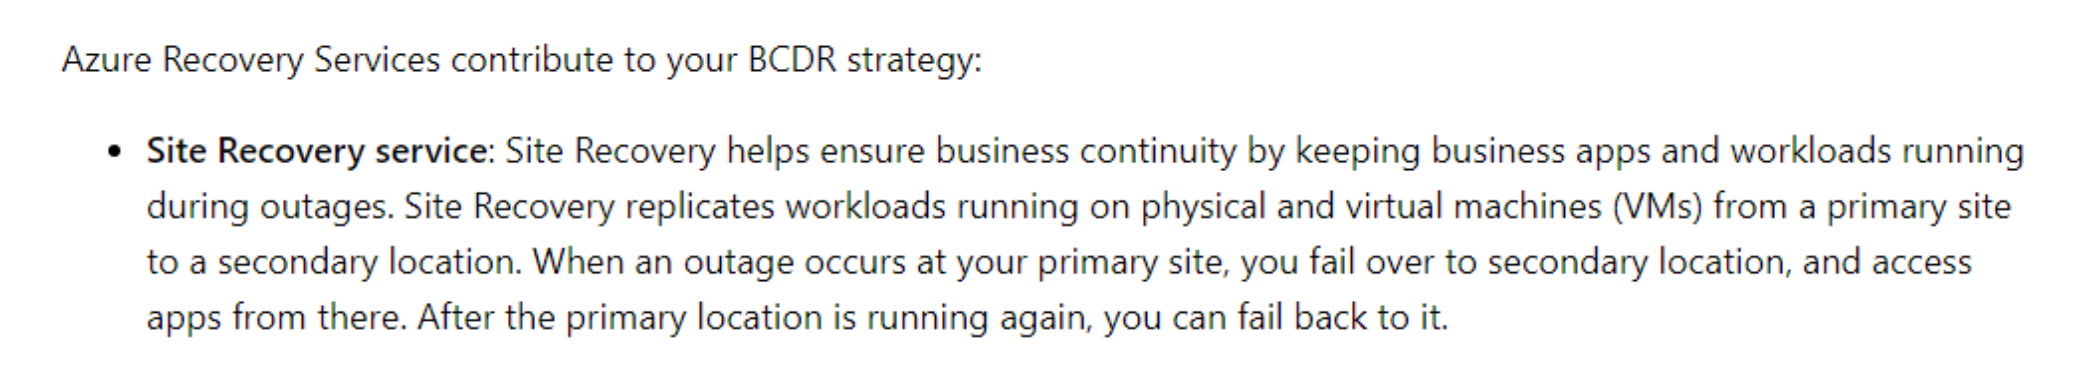 Azure Recovery Services contribute to your BCDR strategy:
• Site Recovery service: Site Recovery helps ensure business continuity by keeping business apps and workloads running
during outages. Site Recovery replicates workloads running on physical and virtual machines (VMs) from a primary site
to a secondary location. When an outage occurs at your primary site, you fail over to secondary location, and access
apps from there. After the primary location is running again, you can fail back to it.